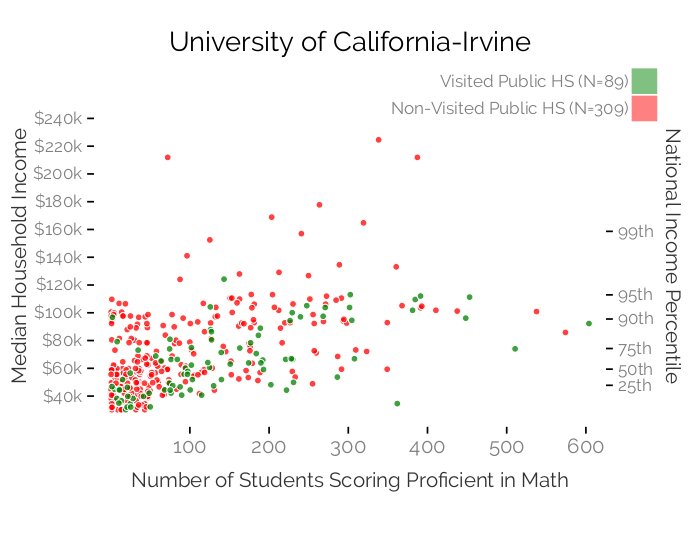 University of California-Irvine
Visited Public HS (N=89)
Non-Visited Public HS (N=309)
Median Household Income
$240k
$220k
$200k
$180k
$160k
$140k
$120k
$100k
$80k
$60k
$40k
National Income Percentile
99th
95th
90th
75th
50th
25th
100 200 300 400 500 600
Number of Students Scoring Proficient in Math